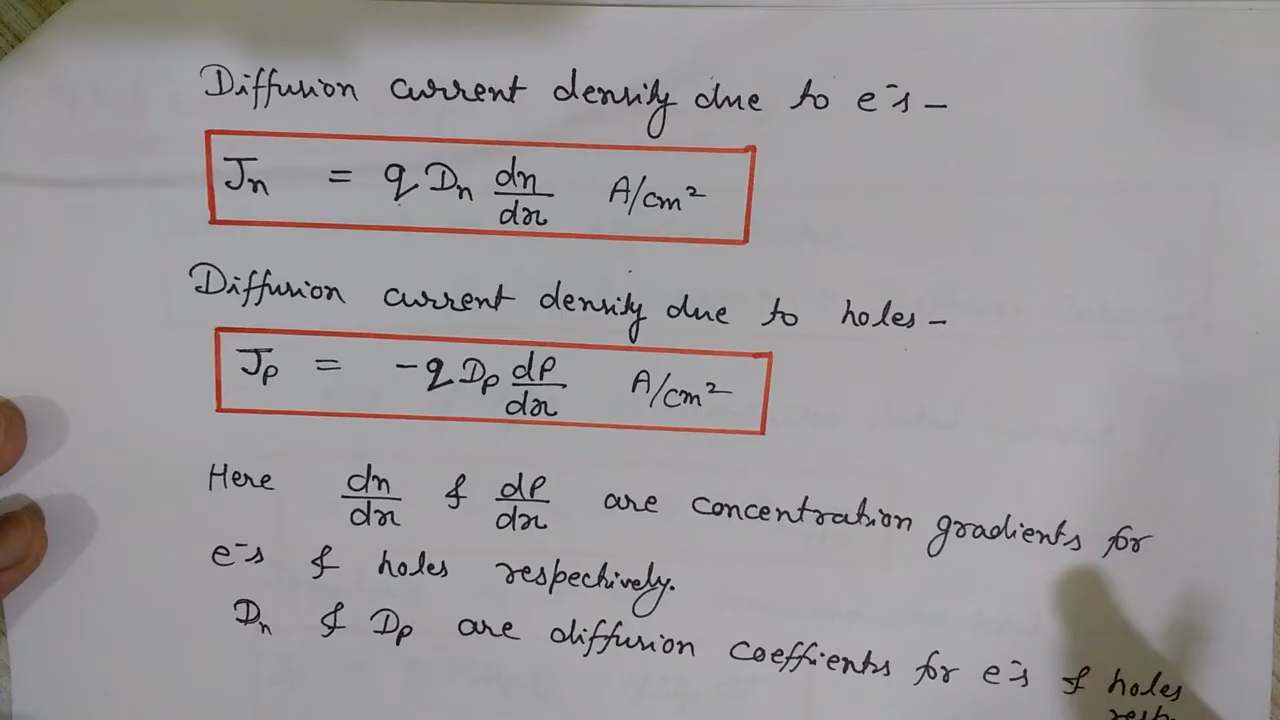 Diffusion current density due to e⁻s –
Jn = q Dn dn/dx A/cm²
Diffusion current density due to holes –
Jp = -q Dp dp/dx A/cm²
Here dn/dx & dp/dx are concentration gradients for
e⁻s & holes respectively.
Dn & Dp are diffusion coeffients for e⁻s & holes